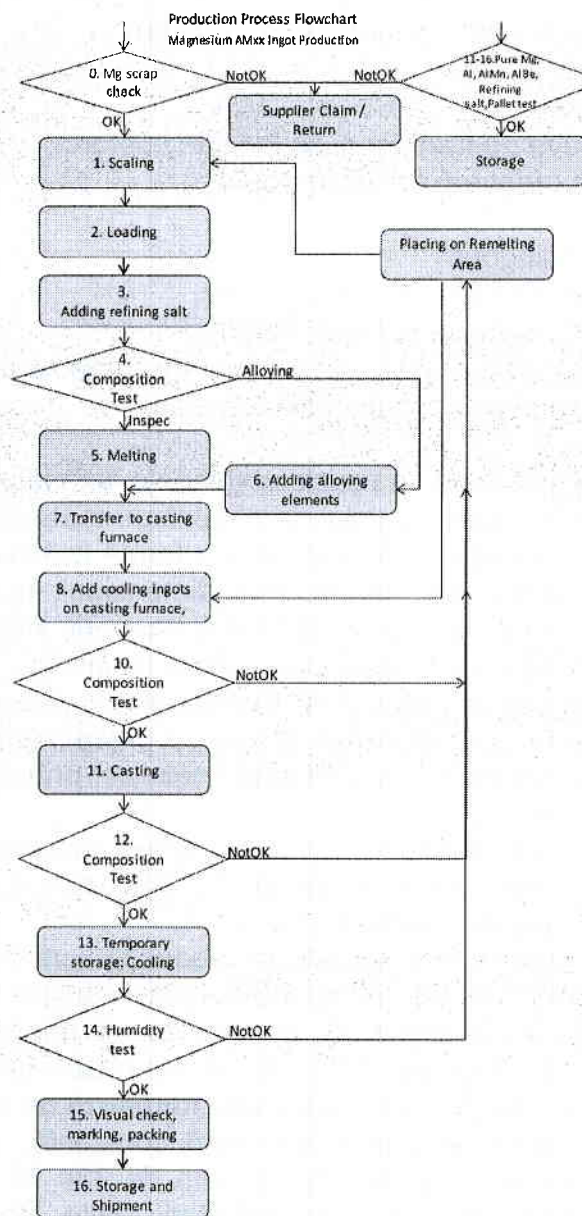 Production Process Flowchart
Magnesium AMxx Ingot Production
0. Mg scrap
check
NotOK
NotOK
11-16.Pure Mg,
Al, AlMn, AlBe,
Refining
salt,Pallet test
Supplier Claim /
Return
OK
OK
Storage
1. Scaling
2. Loading
Placing on Remelting
Area
3.
Adding refining salt
4.
Composition
Test
Alloying
Inspec
5. Melting
6. Adding alloying
elements
7. Transfer to casting
furnace
8. Add cooling ingots
on casting furnace,
10.
Composition
Test
NotOK
OK
11. Casting
12.
Composition
Test
NotOK
OK
13. Temporary
storage: Cooling
14. Humidity
test
NotOK
OK
15. Visual check,
marking, packing
16. Storage and
Shipment